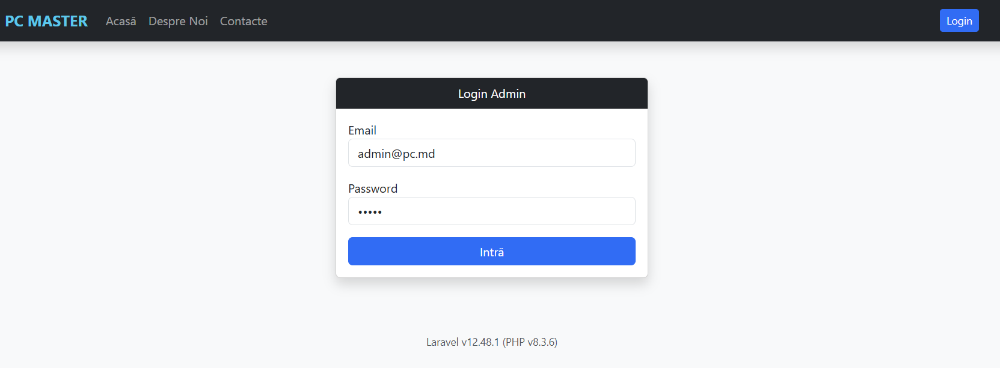 PC MASTER Acasă Despre Noi Contacte Login
Login Admin
Email
admin@pc.md
Password
•••••
Intră
Laravel v12.48.1 (PHP v8.3.6)